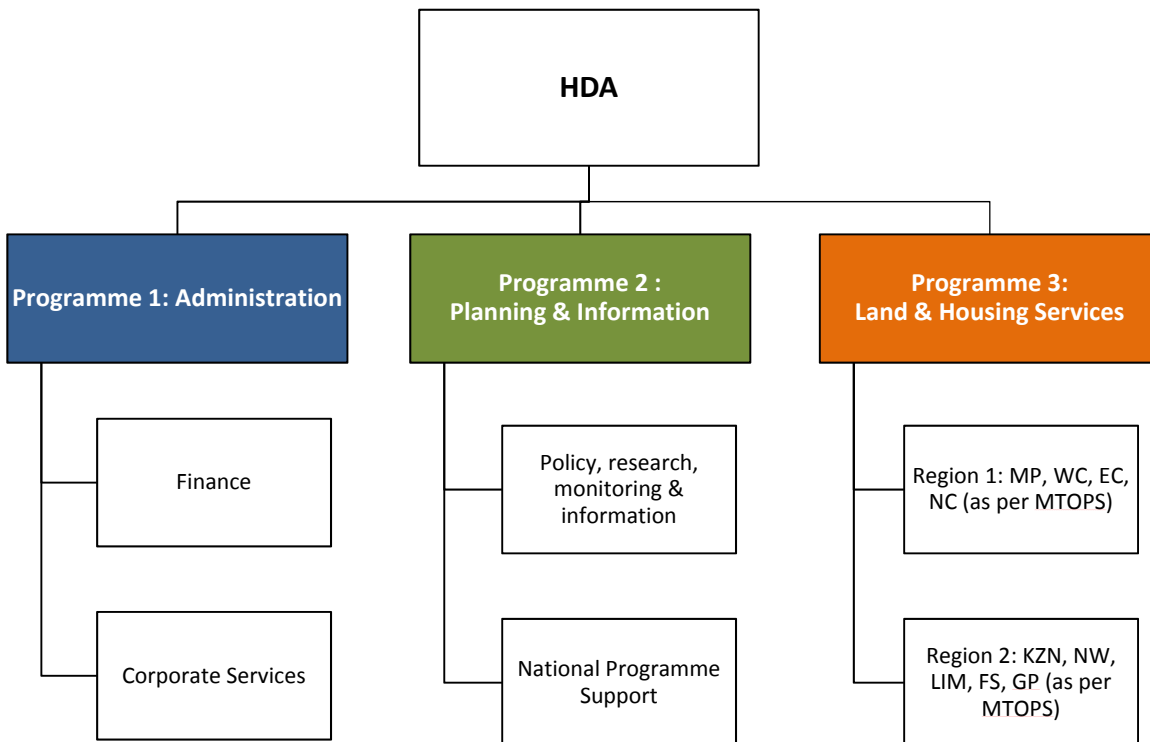 HDA
Programme 1: Administration
Programme 2 :
Planning & Information
Programme 3:
Land & Housing Services
Finance
Policy, research,
monitoring &
information
Region 1: MP, WC, EC,
NC (as per MTOPS)
Corporate Services
National Programme
Support
Region 2: KZN, NW,
LIM, FS, GP (as per
MTOPS)